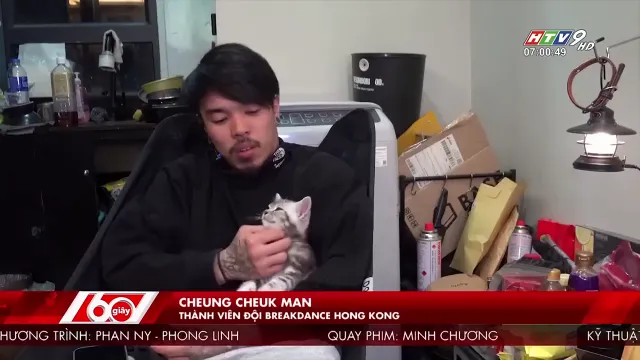 HTV9 HD
07:00:49
60 giây
CHEUNG CHEUK MAN
THÀNH VIÊN ĐỘI BREAKDANCE HONG KONG
HƯƠNG TRÌNH: PHAN NY - PHONG LINH QUAY PHIM: MINH CHƯƠNG KỸ THUẬ